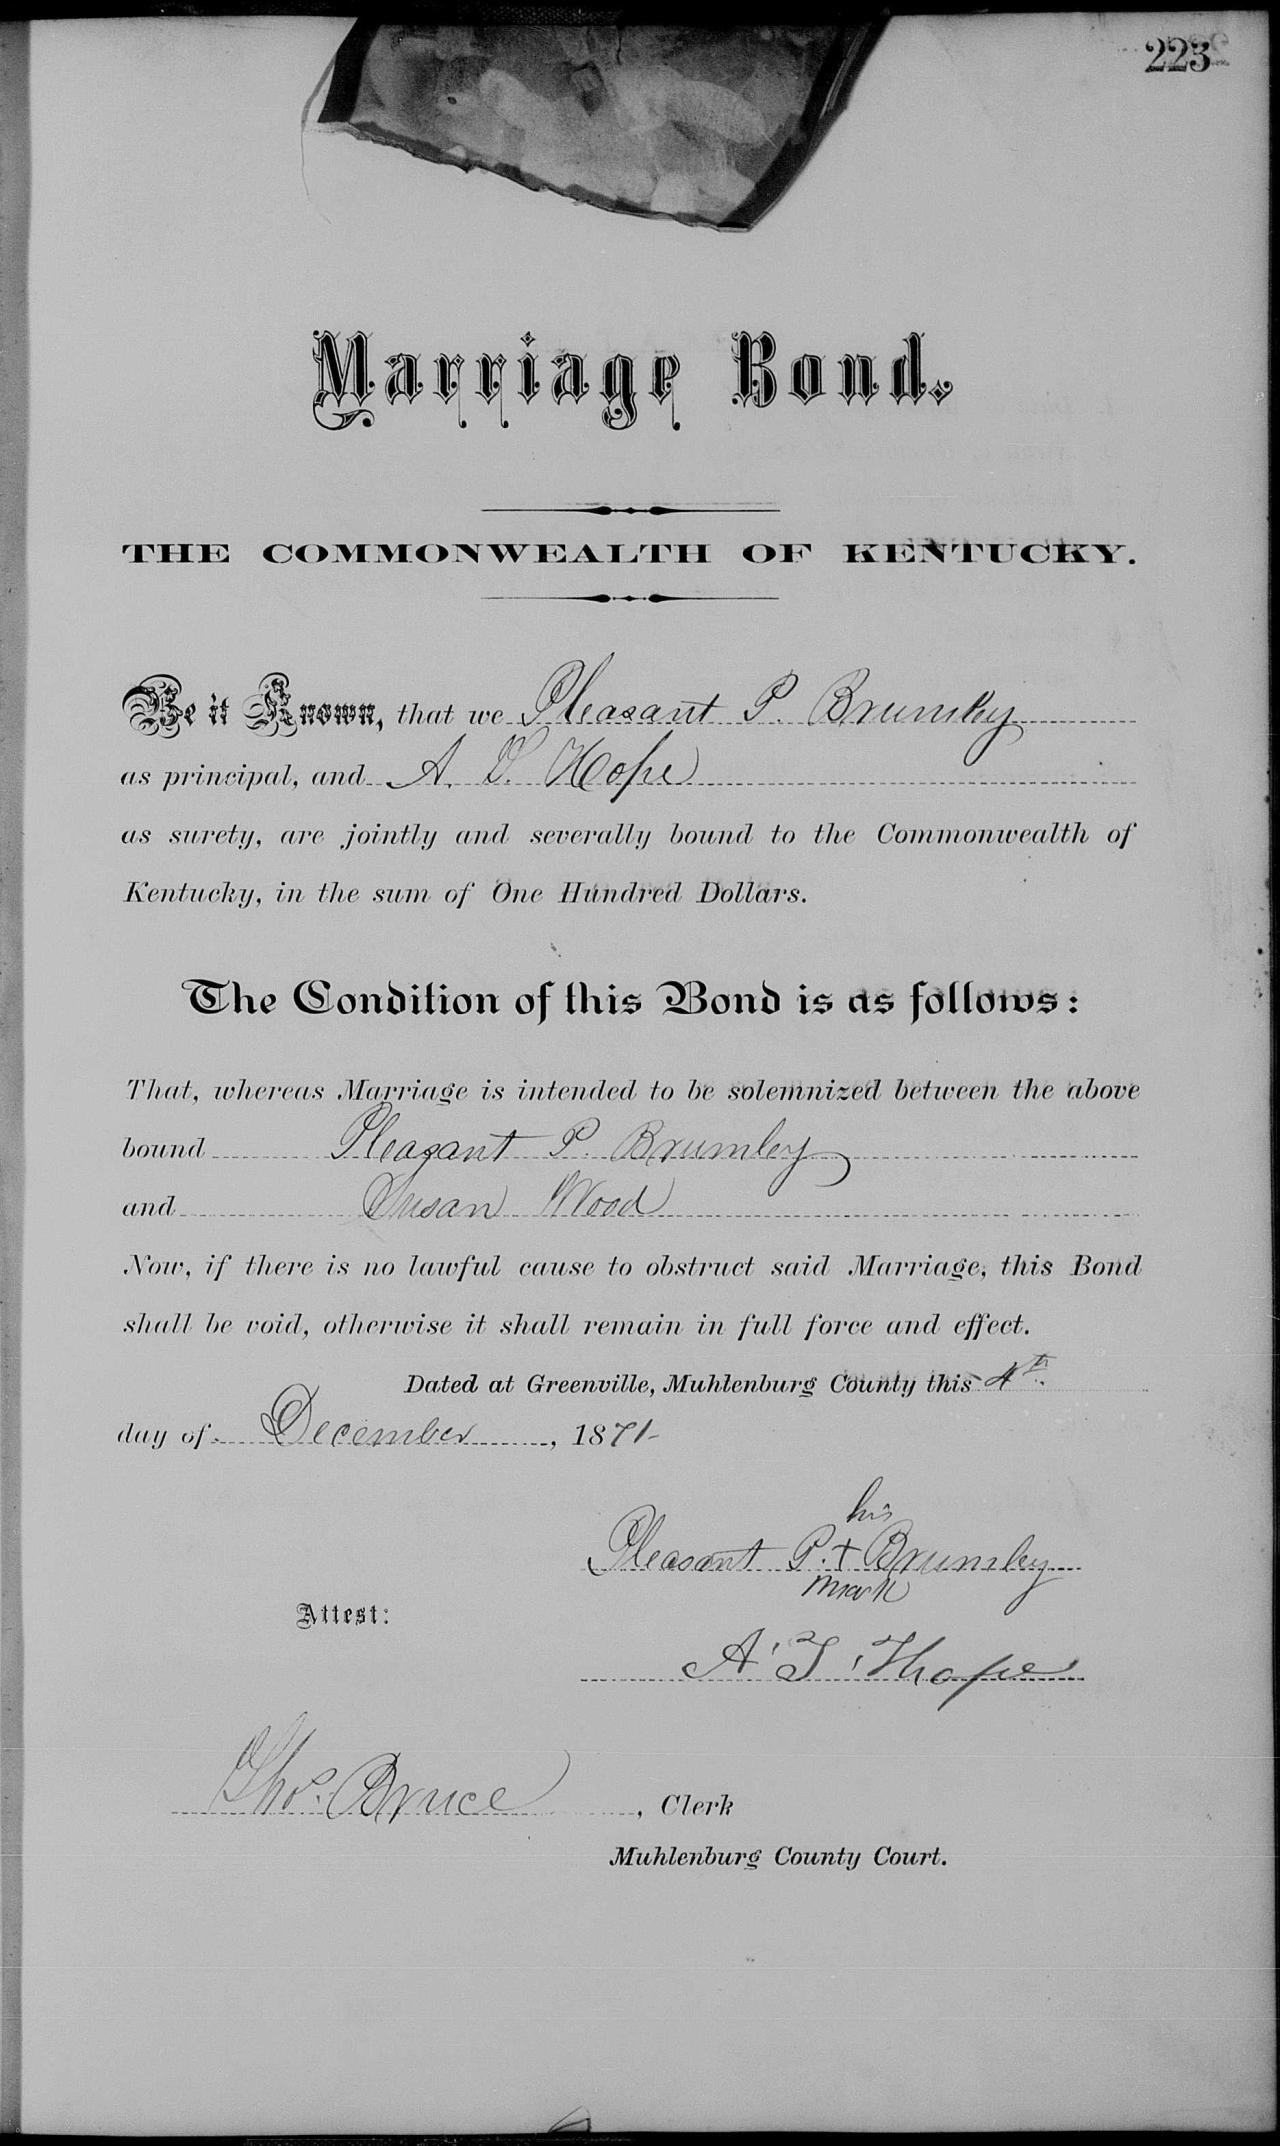 223
Marriage Bond.
THE COMMONWEALTH OF KENTUCKY.
Be it Known, that we Pleasant P. Brumley
as principal, and A. S. Hope
as surety, are jointly and severally bound to the Commonwealth of
Kentucky, in the sum of One Hundred Dollars.
The Condition of this Bond is as follows:
That, whereas Marriage is intended to be solemnized between the above
bound Pleasant P. Brumley
and Susan Wood
Now, if there is no lawful cause to obstruct said Marriage, this Bond
shall be void, otherwise it shall remain in full force and effect.
Dated at Greenville, Muhlenburg County this 4th
day of December, 1871
his
Pleasant P. + Brumley
mark
Attest:
A T Hope
Thos. Bruce, Clerk
Muhlenburg County Court.